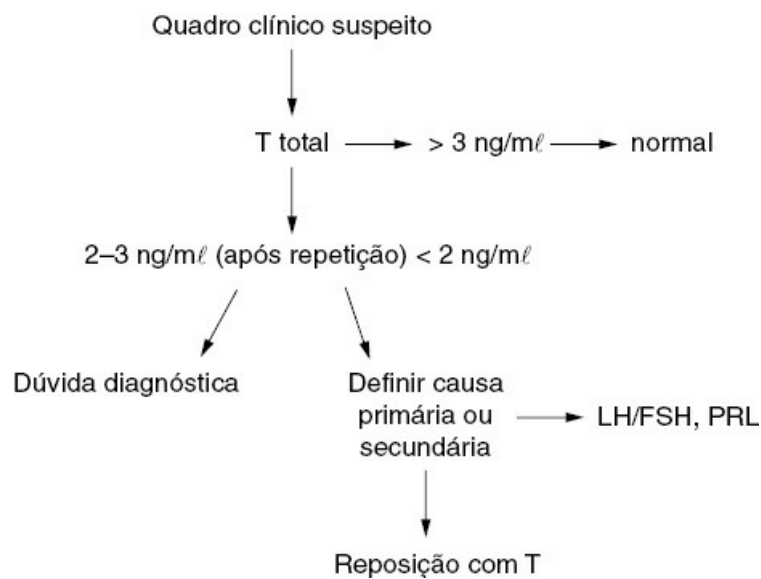 Quadro clínico suspeito
T total > 3 ng/mℓ normal
2–3 ng/mℓ (após repetição) < 2 ng/mℓ
Dúvida diagnóstica
Definir causa
primária ou
secundária
LH/FSH, PRL
Reposição com T